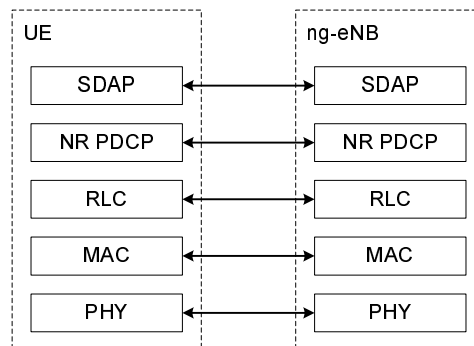 UE
ng-eNB
SDAP
SDAP
NR PDCP
NR PDCP
RLC
RLC
MAC
MAC
PHY
PHY